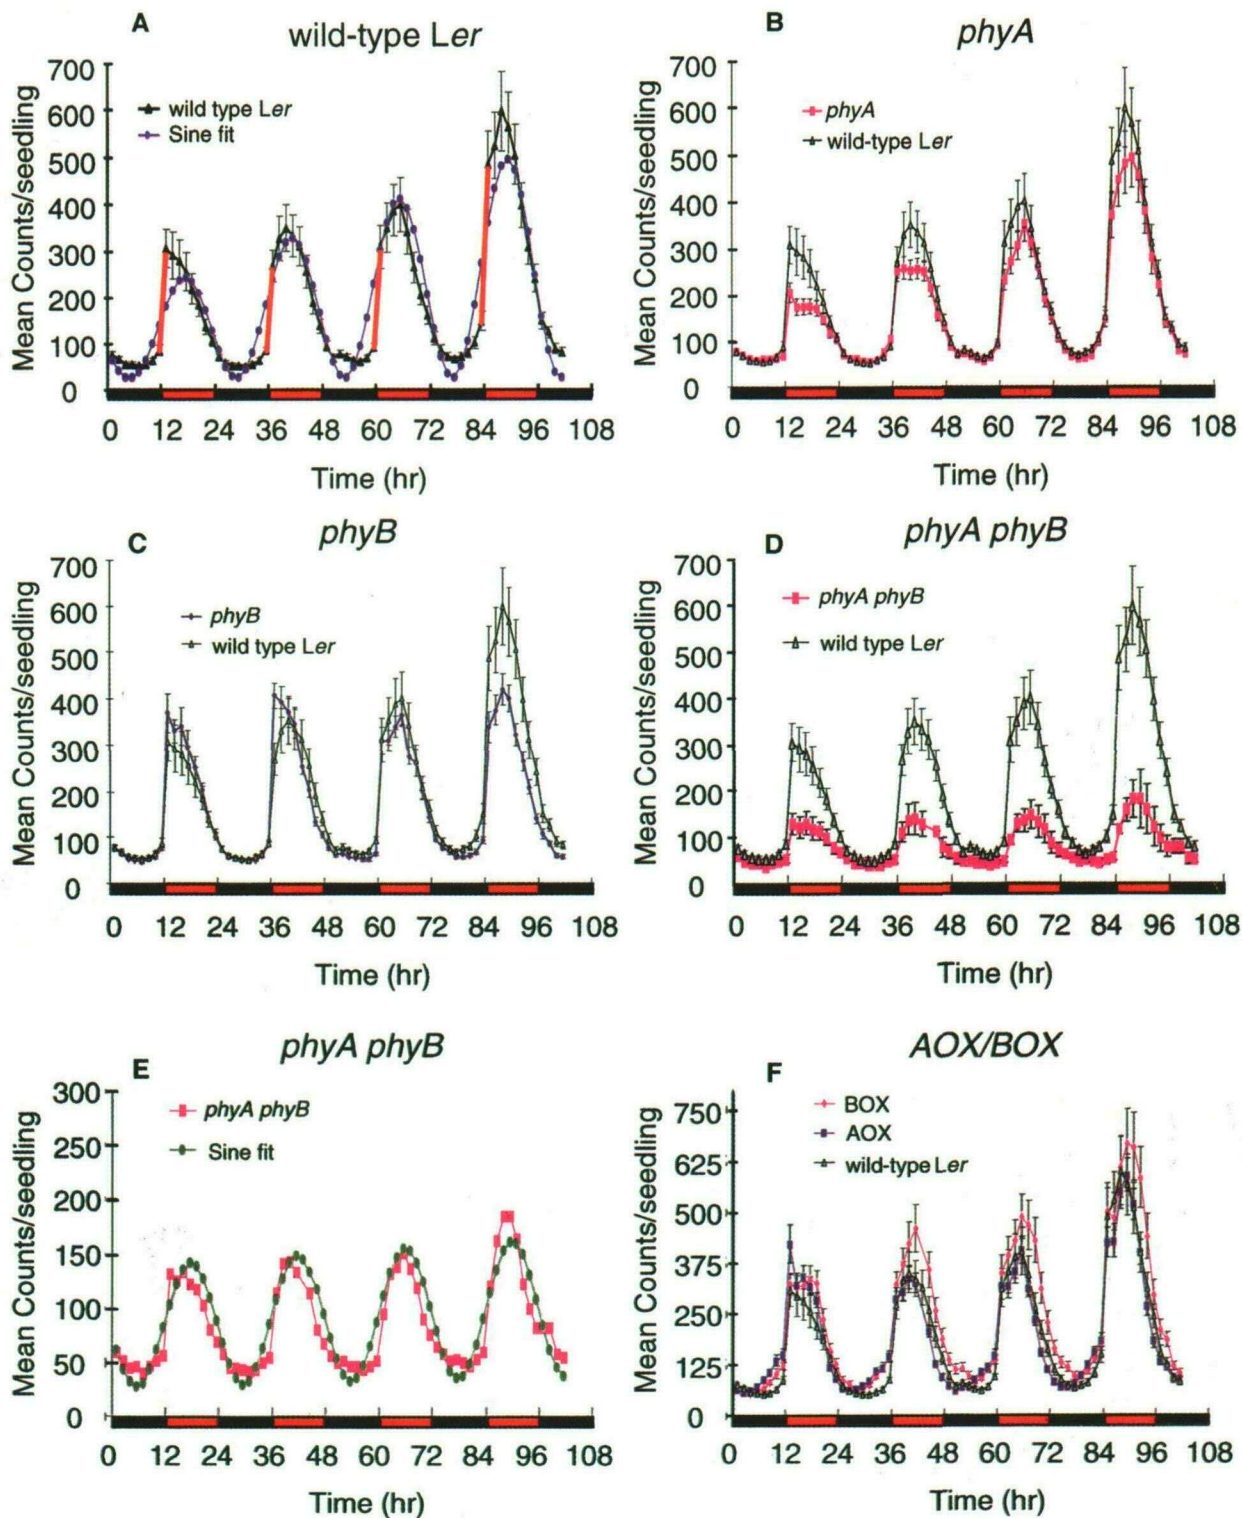 A
wild-type Ler
Mean Counts/seedling
700
600
500
400
300
200
100
0
wild type Ler
Sine fit
0 12 24 36 48 60 72 84 96 108
Time (hr)
B
phyA
Mean Counts/seedling
700
600
500
400
300
200
100
0
phyA
wild-type Ler
0 12 24 36 48 60 72 84 96 108
Time (hr)
C
phyB
Mean Counts/seedling
700
600
500
400
300
200
100
0
phyB
wild type Ler
0 12 24 36 48 60 72 84 96 108
Time (hr)
D
phyA phyB
Mean Counts/seedling
700
600
500
400
300
200
100
0
phyA phyB
wild type Ler
0 12 24 36 48 60 72 84 96 108
Time (hr)
E
phyA phyB
Mean Counts/seedling
300
250
200
150
100
50
0
phyA phyB
Sine fit
0 12 24 36 48 60 72 84 96 108
Time (hr)
F
AOX/BOX
Mean Counts/seedling
750
625
500
375
250
125
0
BOX
AOX
wild-type Ler
0 12 24 36 48 60 72 84 96 108
Time (hr)